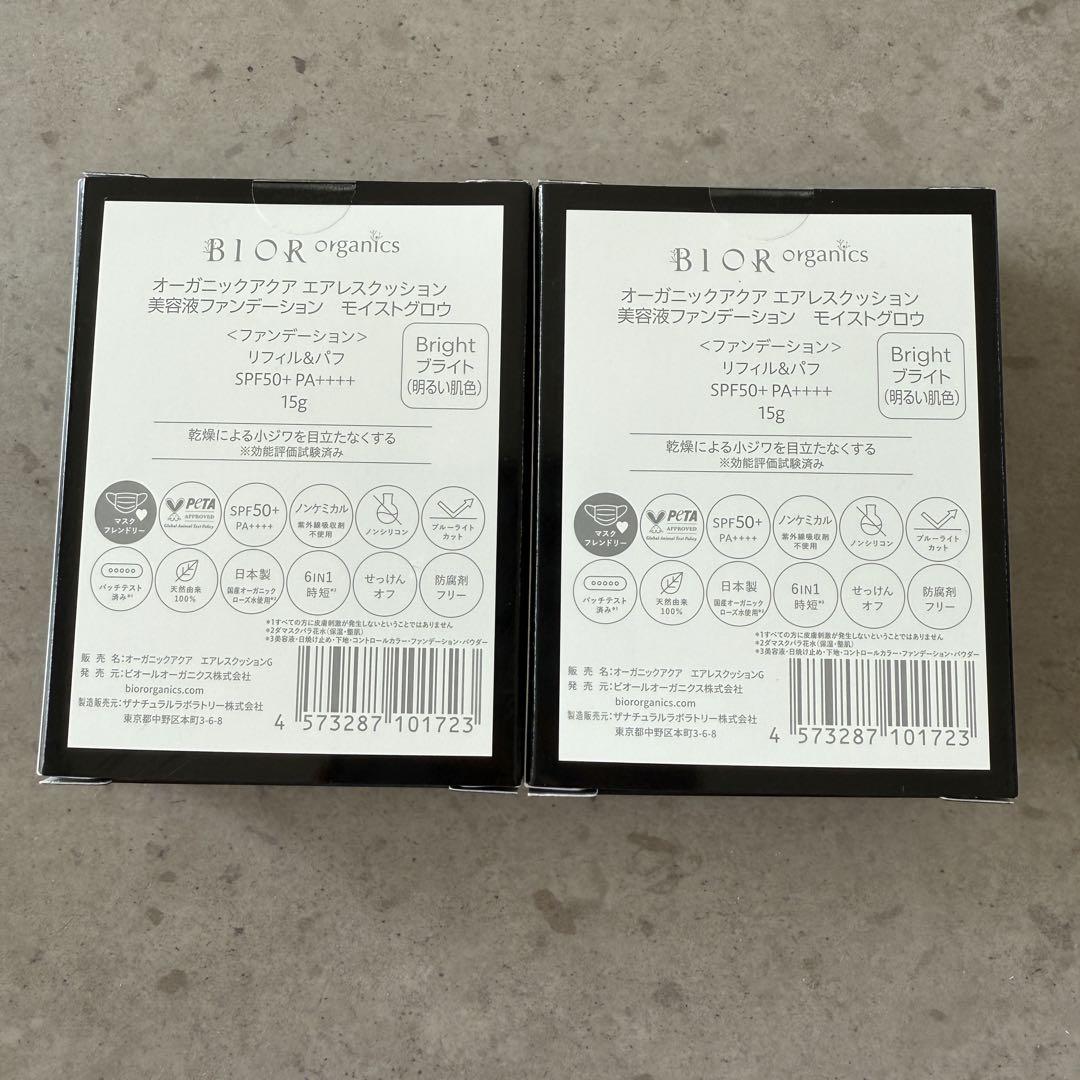 BIOR organics
オーガニックアクア エアレスクッション
美容液ファンデーション　モイストグロウ
＜ファンデーション＞
リフィル&パフ
SPF50+ PA++++
15g
Bright
ブライト
(明るい肌色)
乾燥による小ジワを目立たなくする
※効能評価試験済み
マスク
フレンドリー
PETA
APPROVED
Global Animal Test Policy
SPF50+
PA++++
ノンケミカル
紫外線吸収剤
不使用
ノンシリコン
ブルーライト
カット
パッチテスト
済み*1
天然由来
100%
日本製
国産オーガニック
ローズ水使用*2
6IN1
時短*3
せっけん
オフ
防腐剤
フリー
*1すべての方に皮膚刺激が発生しないということではありません
*2ダマスクバラ花水(保湿・整肌)
*3美容液・日焼け止め・下地・コントロールカラー・ファンデーション・パウダー
販 売 名:オーガニックアクア　エアレスクッションG
発 売 元:ビオールオーガニクス株式会社
biororganics.com
製造販売元:ザナチュラルラボラトリー株式会社
東京都中野区本町3-6-8
4 573287 101723
BIOR organics
オーガニックアクア エアレスクッション
美容液ファンデーション　モイストグロウ
＜ファンデーション＞
リフィル&パフ
SPF50+ PA++++
15g
Bright
ブライト
(明るい肌色)
乾燥による小ジワを目立たなくする
※効能評価試験済み
マスク
フレンドリー
PETA
APPROVED
Global Animal Test Policy
SPF50+
PA++++
ノンケミカル
紫外線吸収剤
不使用
ノンシリコン
ブルーライト
カット
パッチテスト
済み*1
天然由来
100%
日本製
国産オーガニック
ローズ水使用*2
6IN1
時短*3
せっけん
オフ
防腐剤
フリー
*1すべての方に皮膚刺激が発生しないということではありません
*2ダマスクバラ花水(保湿・整肌)
*3美容液・日焼け止め・下地・コントロールカラー・ファンデーション・パウダー
販 売 名:オーガニックアクア　エアレスクッションG
発 売 元:ビオールオーガニクス株式会社
biororganics.com
製造販売元:ザナチュラルラボラトリー株式会社
東京都中野区本町3-6-8
4 573287 101723